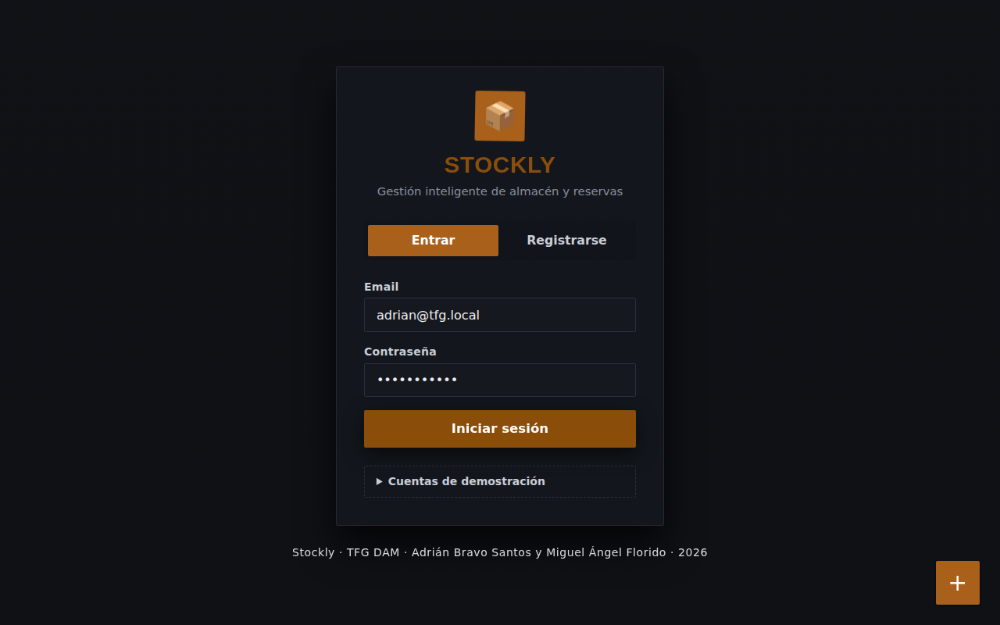 STOCKLY
Gestión inteligente de almacén y reservas
Entrar
Registrarse
Email
adrian@tfg.local
Contraseña
•••••••••••
Iniciar sesión
▶ Cuentas de demostración
Stockly · TFG DAM · Adrián Bravo Santos y Miguel Ángel Florido · 2026
+